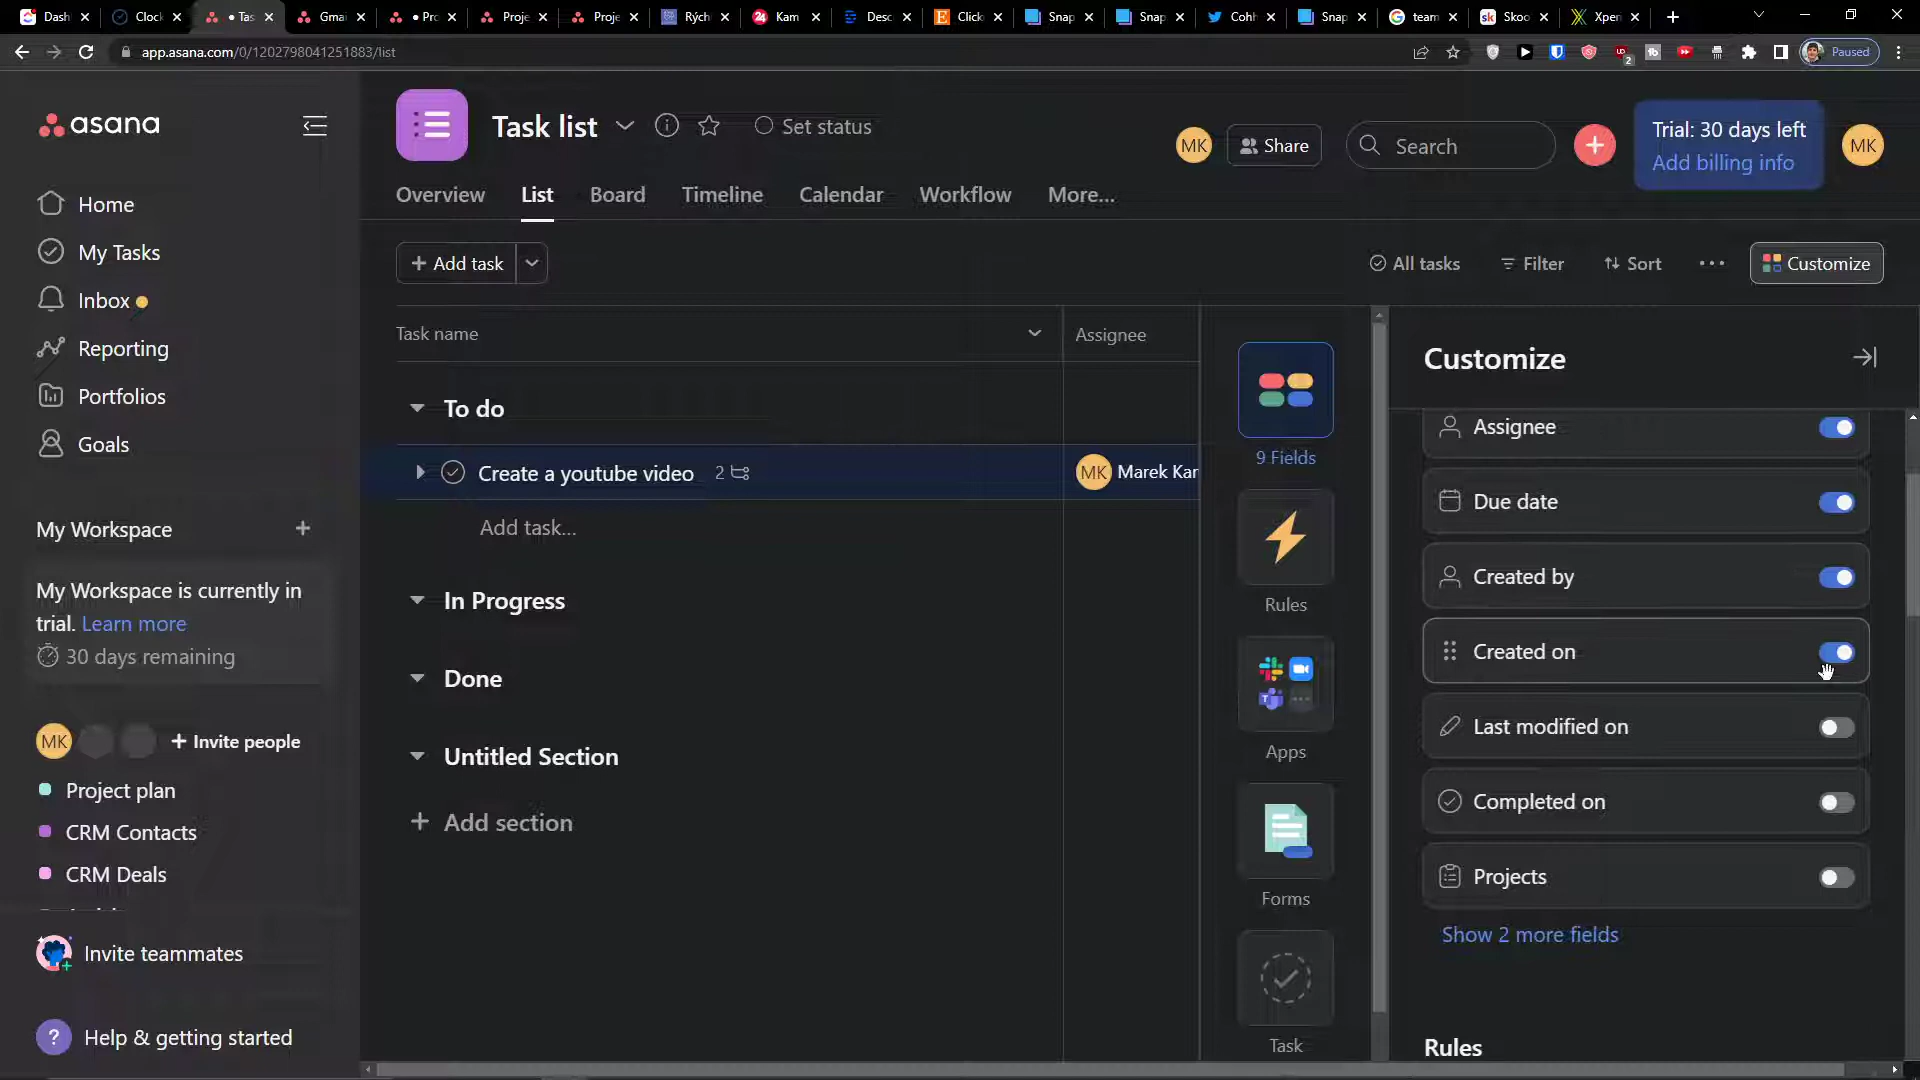 Dash
Clock
Tas
Gmai
Pro
Proje
Proje
Rých
Kam
Desc
Click
Snap
Snap
Cohh
Snap
team
Skoo
Xpen
app.asana.com/0/1202798041251883/list
2
Paused
asana
Home
My Tasks
Inbox
Reporting
Portfolios
Goals
My Workspace
My Workspace is currently in
trial. Learn more
30 days remaining
MK
Invite people
Project plan
CRM Contacts
CRM Deals
Invite teammates
? Help & getting started
Task list
Set status
MK
Share
Search
Trial: 30 days left
Add billing info
MK
Overview
List
Board
Timeline
Calendar
Workflow
More...
+ Add task
All tasks
Filter
Sort
Customize
Task name
Assignee
To do
Create a youtube video 2
MK Marek Kar
Add task...
In Progress
Done
Untitled Section
+ Add section
9 Fields
Rules
Apps
Forms
Task
Customize
Assignee
Due date
Created by
Created on
Last modified on
Completed on
Projects
Show 2 more fields
Rules